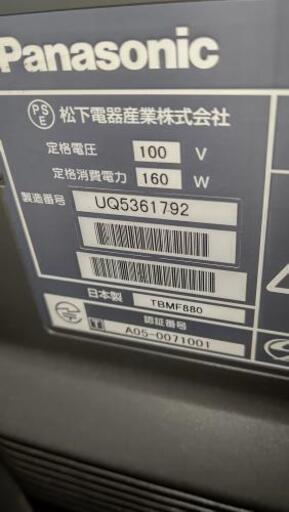 Panasonic
PSE 松下電器産業株式会社
定格電圧 100 V
定格消費電力 160 W
製造番号 UQ5361792
日本製 TBMF880
認証番号
A05-0071001